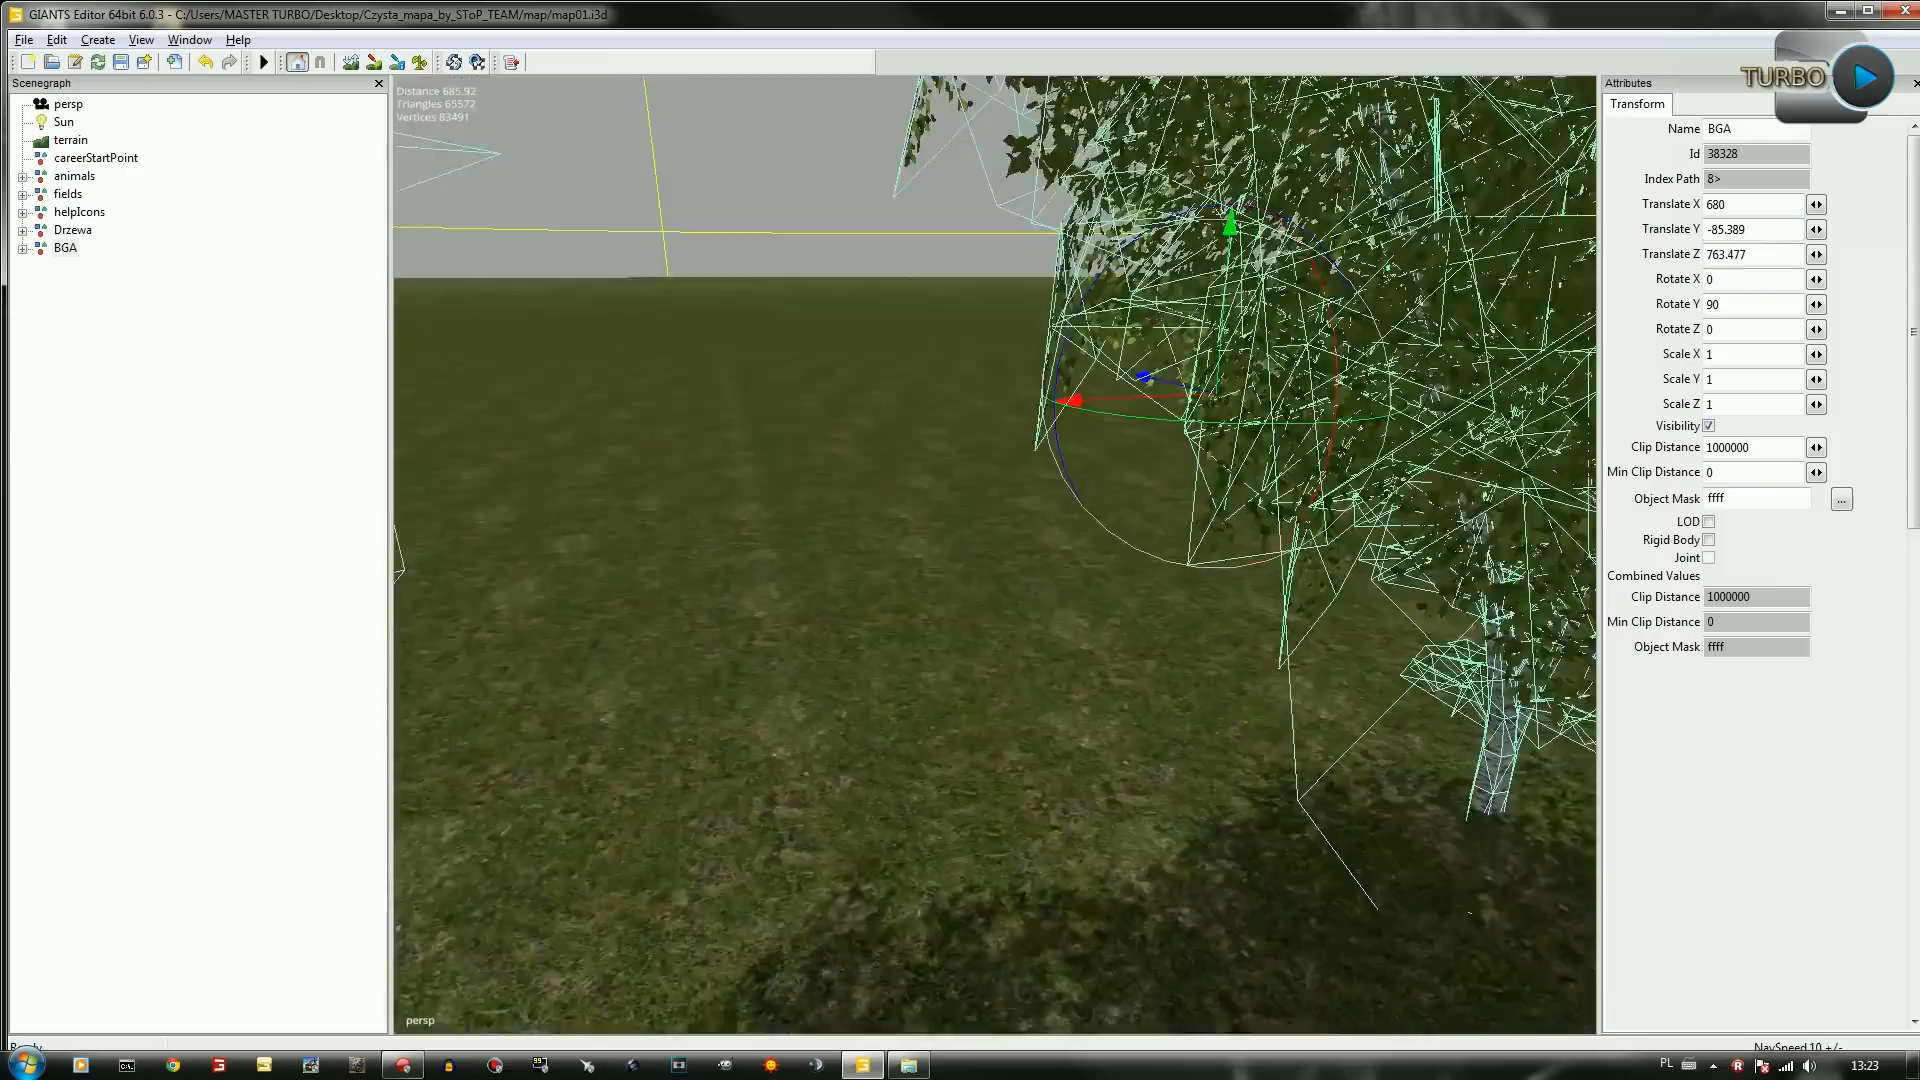 GIANTS Editor 64bit 6.0.3 - C:/Users/MASTER TURBO/Desktop/Czysta_mapa_by_SToP_TEAM/map/map01.i3d
File Edit Create View Window Help
TURBO
Scenegraph
persp
Sun
terrain
careerStartPoint
animals
fields
helpIcons
Drzewa
BGA
Distance 685.92
Triangles 65572
Vertices 83491
persp
Attributes
Transform
Name BGA
Id 38328
Index Path 8>
Translate X 680
Translate Y -85.389
Translate Z 763.477
Rotate X 0
Rotate Y 90
Rotate Z 0
Scale X 1
Scale Y 1
Scale Z 1
Visibility
Clip Distance 1000000
Min Clip Distance 0
Object Mask ffff ...
LOD
Rigid Body
Joint
Combined Values
Clip Distance 1000000
Min Clip Distance 0
Object Mask ffff
NavSpeed 10 +/-
PL 13:23